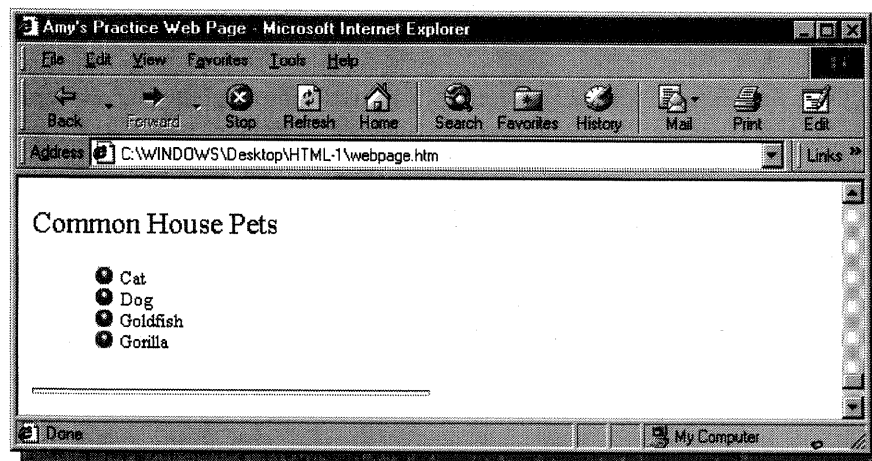 Amy's Practice Web Page - Microsoft Internet Explorer
File Edit View Favorites Tools Help
Back Forward Stop Refresh Home Search Favorites History Mail Print Edit
Address C:\WINDOWS\Desktop\HTML-1\webpage.htm Links »
Common House Pets
Cat
Dog
Goldfish
Gorilla
Done My Computer